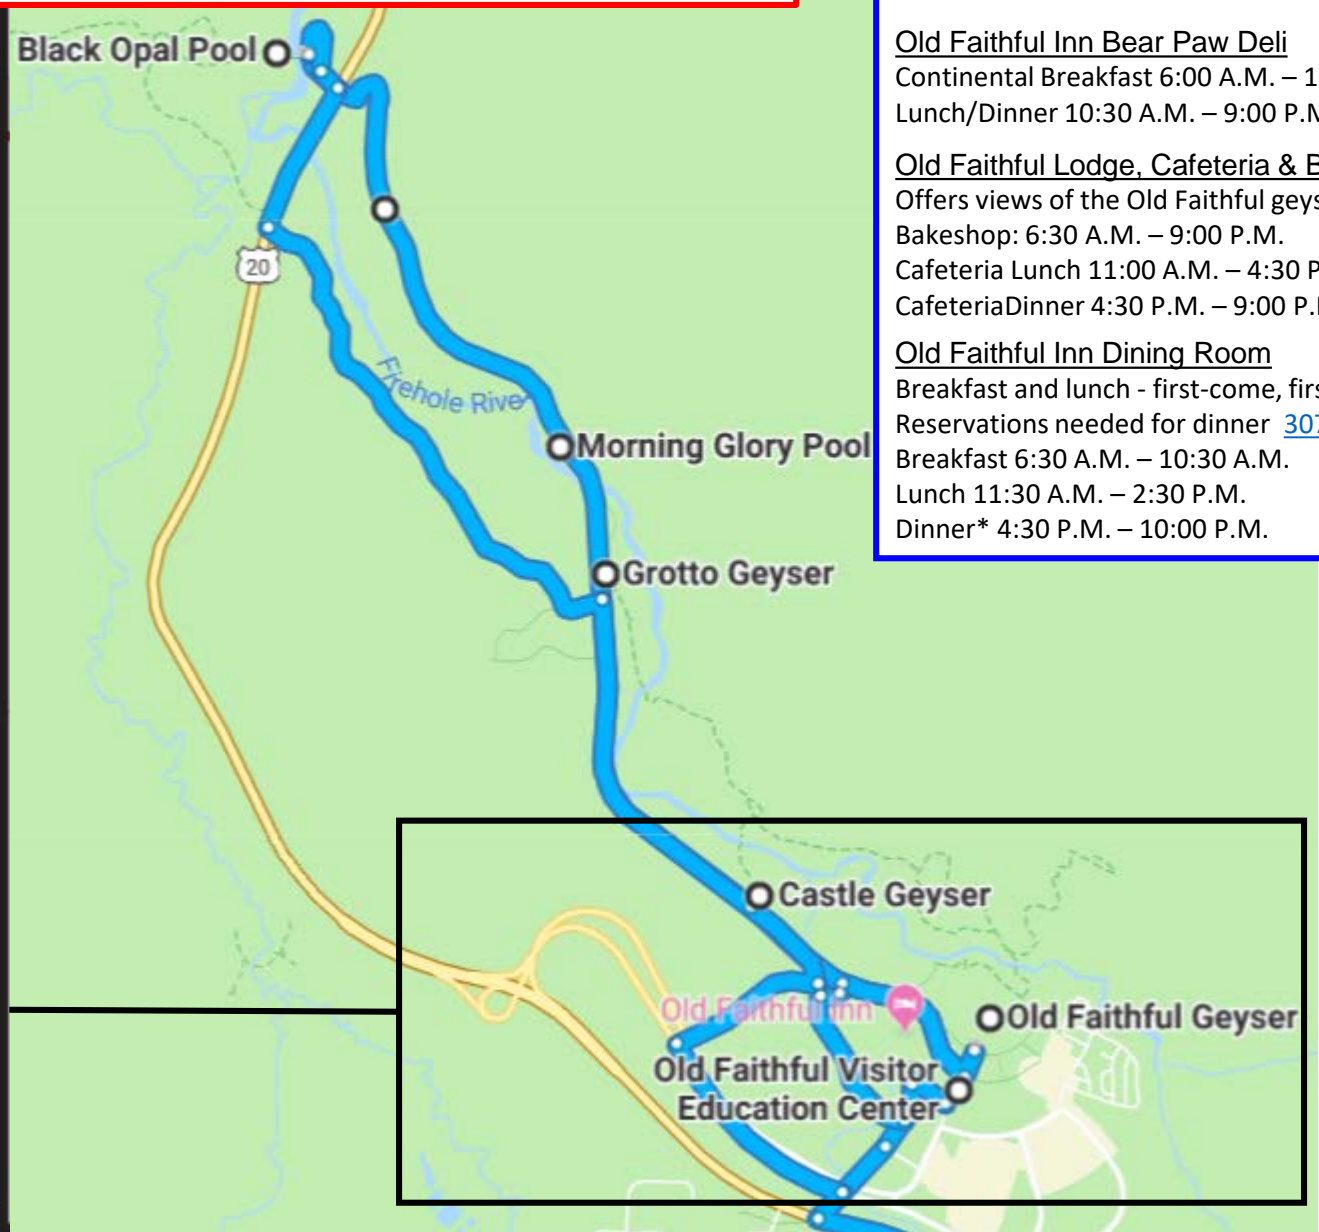 Black Opal Pool
20
Firehole River
Morning Glory Pool
Grotto Geyser
Castle Geyser
Old Faithful Inn
Old Faithful Geyser
Old Faithful Visitor
Education Center
Old Faithful Inn Bear Paw Deli
Continental Breakfast 6:00 A.M. – 1
Lunch/Dinner 10:30 A.M. – 9:00 P.M
Old Faithful Lodge, Cafeteria & B
Offers views of the Old Faithful geys
Bakeshop: 6:30 A.M. – 9:00 P.M.
Cafeteria Lunch 11:00 A.M. – 4:30 P
CafeteriaDinner 4:30 P.M. – 9:00 P.
Old Faithful Inn Dining Room
Breakfast and lunch - first-come, firs
Reservations needed for dinner 307
Breakfast 6:30 A.M. – 10:30 A.M.
Lunch 11:30 A.M. – 2:30 P.M.
Dinner* 4:30 P.M. – 10:00 P.M.